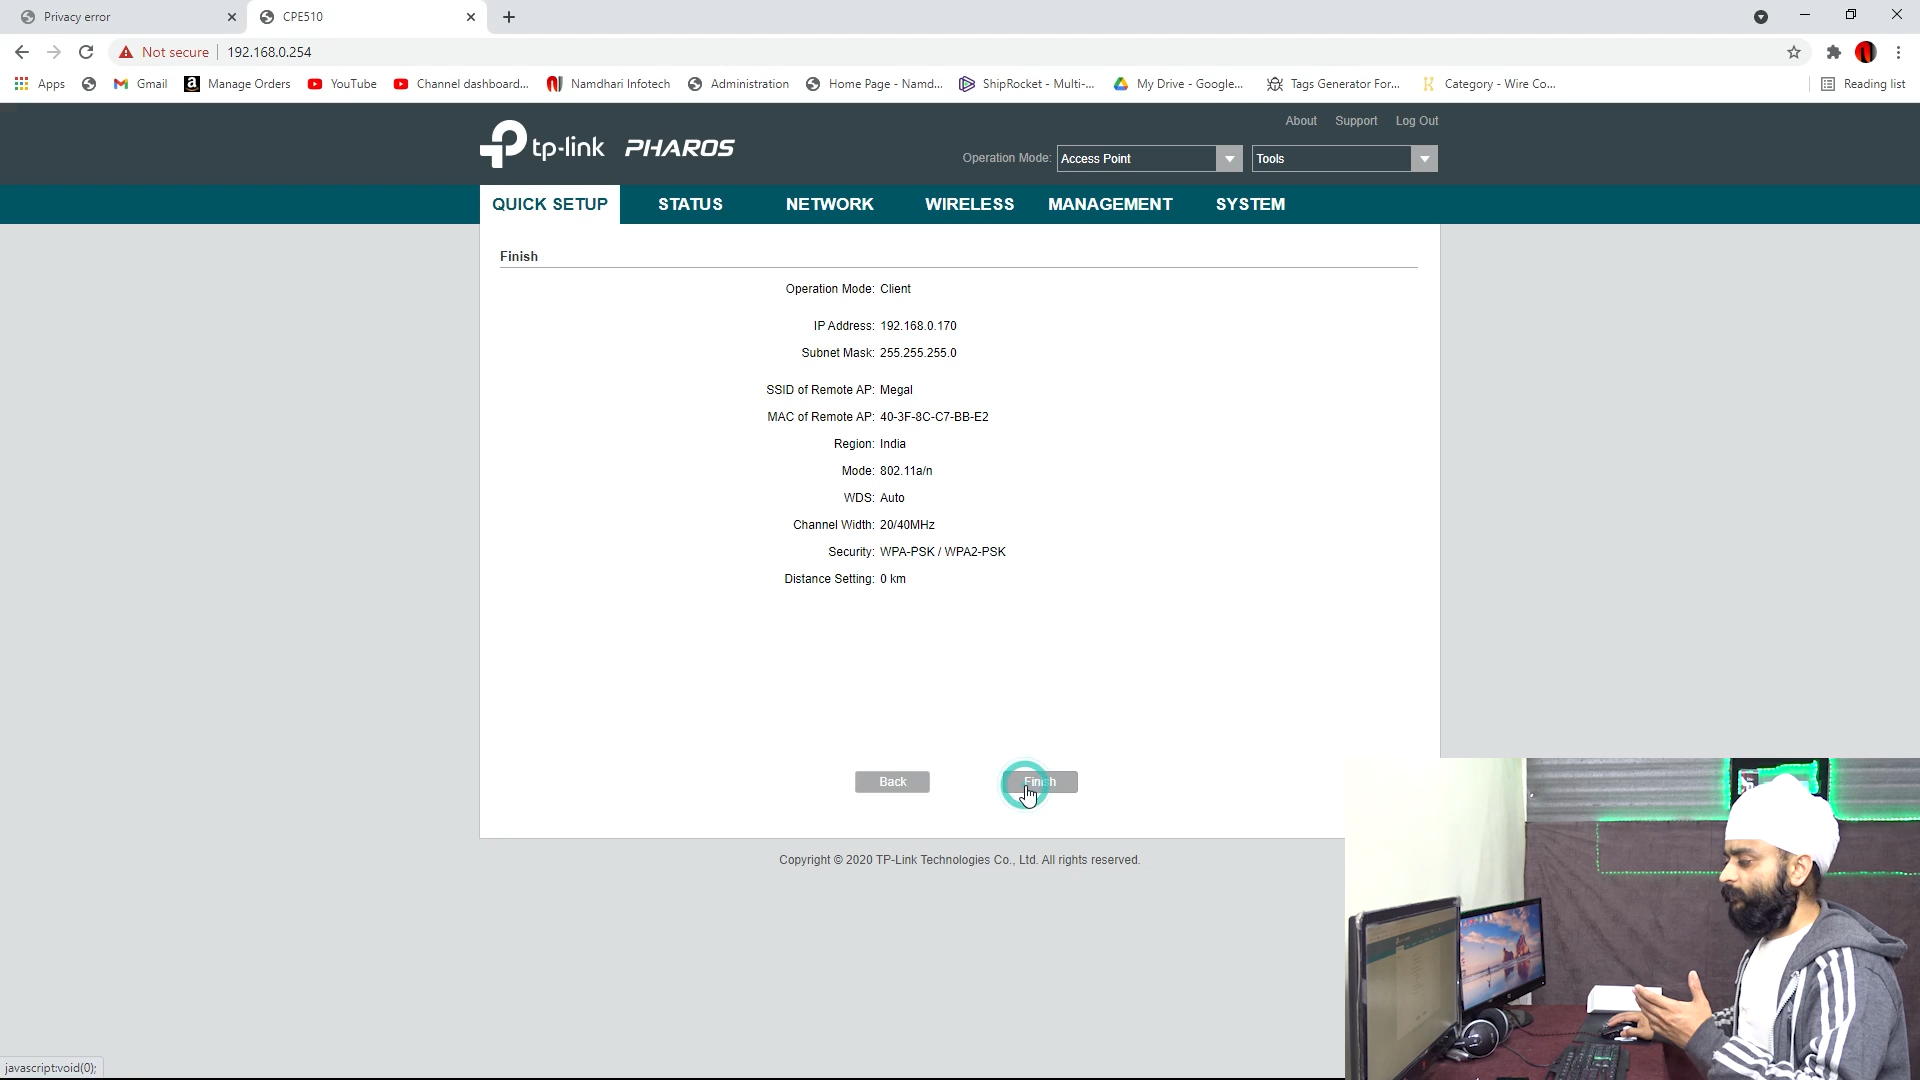 Privacy error
CPE510
Not secure
192.168.0.254
Apps
Gmail
Manage Orders
YouTube
Channel dashboard...
Namdhari Infotech
Administration
Home Page - Namd...
ShipRocket - Multi-...
My Drive - Google...
Tags Generator For...
Category - Wire Co...
Reading list
tp-link PHAROS
About Support Log Out
Operation Mode: Access Point Tools
QUICK SETUP STATUS NETWORK WIRELESS MANAGEMENT SYSTEM
Finish
Operation Mode: Client
IP Address: 192.168.0.170
Subnet Mask: 255.255.255.0
SSID of Remote AP: Megal
MAC of Remote AP: 40-3F-8C-C7-BB-E2
Region: India
Mode: 802.11a/n
WDS: Auto
Channel Width: 20/40MHz
Security: WPA-PSK / WPA2-PSK
Distance Setting: 0 km
Back Finish
Copyright © 2020 TP-Link Technologies Co., Ltd. All rights reserved.
javascript:void(0);